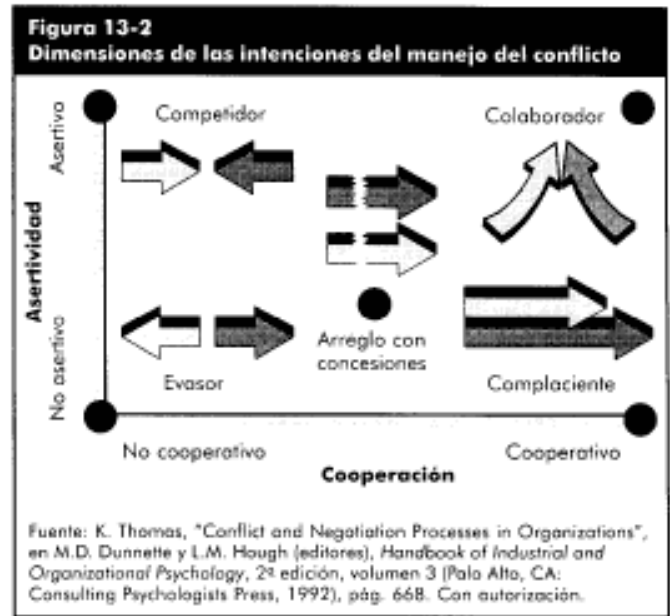 Figura 13-2
Dimensiones de las intenciones del manejo del conflicto
Asertividad
Asertivo
No asertivo
Competidor
Colaborador
Evasor
Arreglo con
concesiones
Complaciente
No cooperativo
Cooperativo
Cooperación
Fuente: K. Thomas, "Conflict and Negotiation Processes in Organizations",
en M.D. Dunnette y L.M. Hough (editores), Handbook of Industrial and
Organizational Psychology, 2ª edición, volumen 3 (Palo Alto, CA:
Consulting Psychologists Press, 1992), pág. 668. Con autorización.